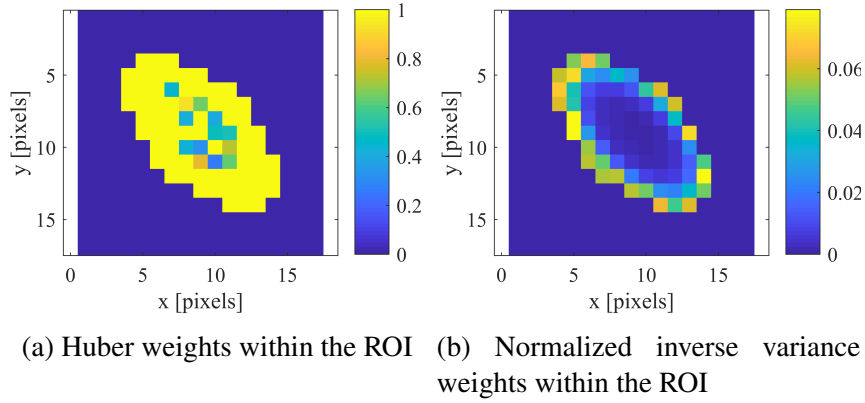 1
0.8
0.6
0.4
0.2
0
5
10
15
0 5 10 15
x [pixels]
y [pixels]
0.06
0.04
0.02
0
5
10
15
0 5 10 15
x [pixels]
y [pixels]
(a) Huber weights within the ROI
(b) Normalized inverse variance
weights within the ROI